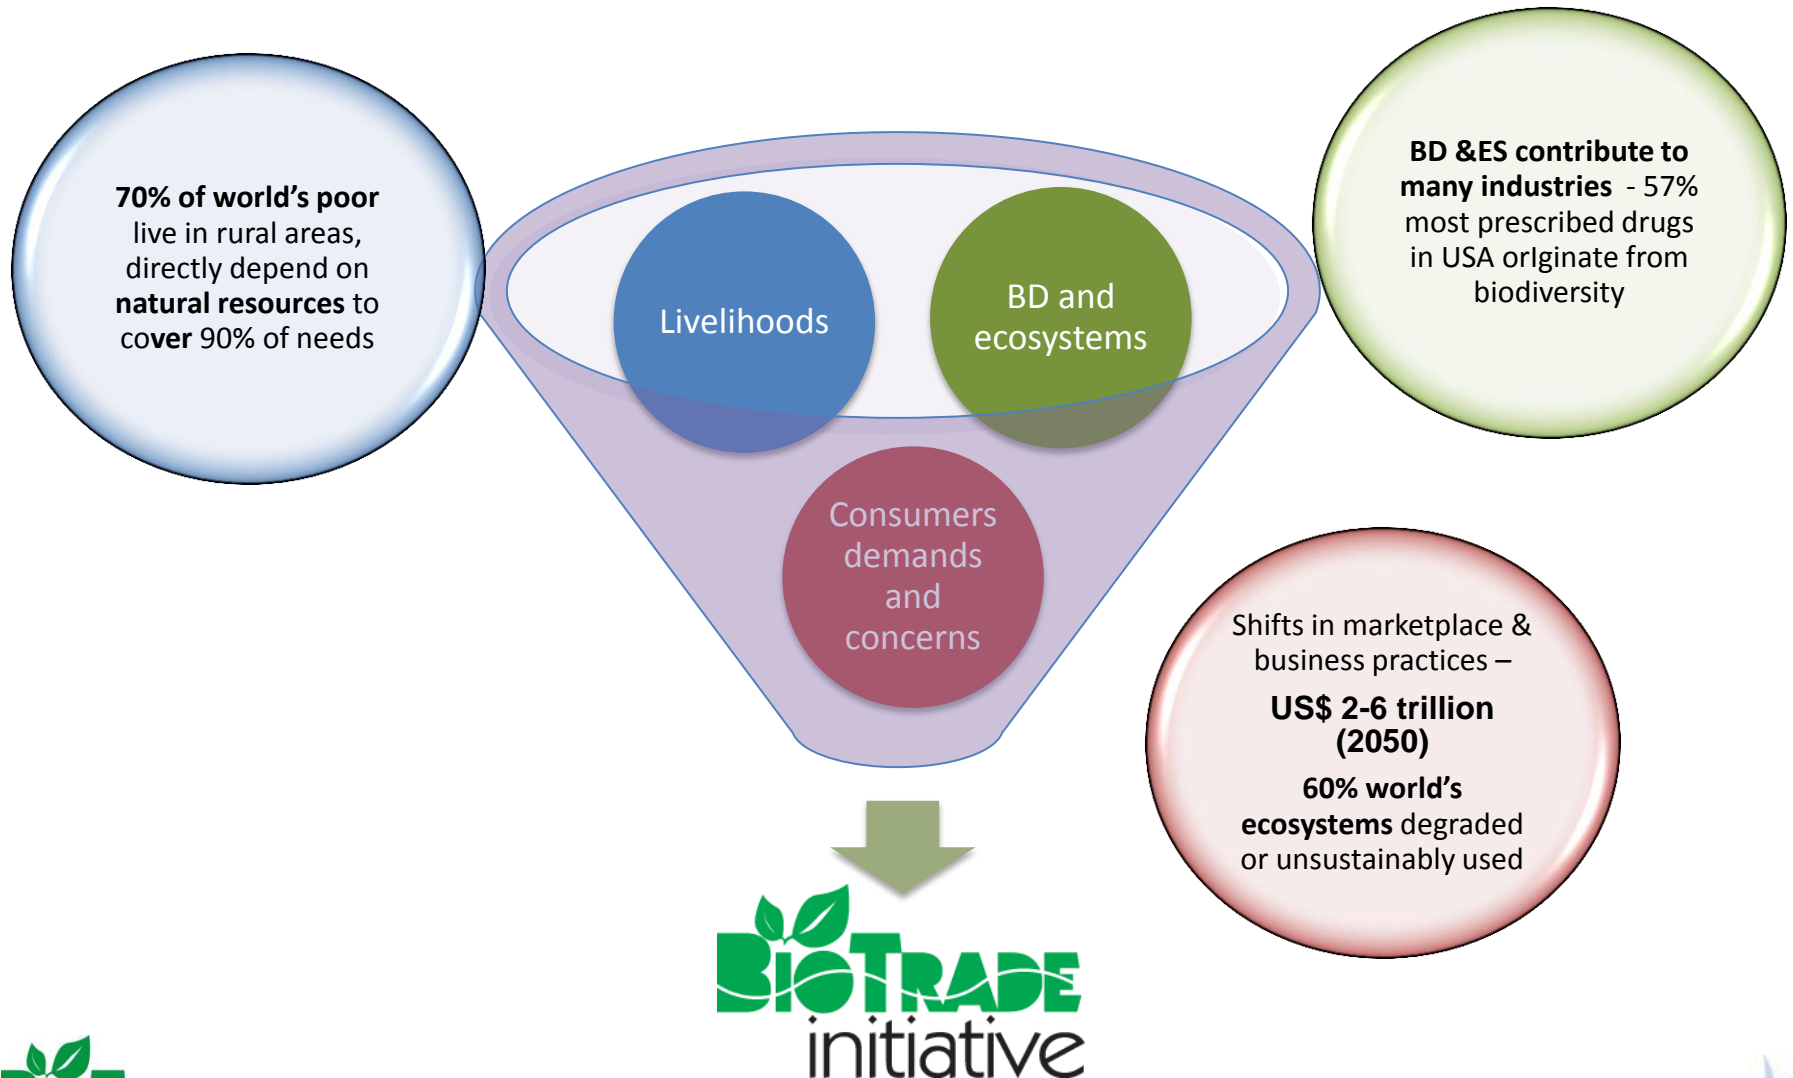 70% of world’s poor
live in rural areas,
directly depend on
natural resources to
cover 90% of needs
Livelihoods
BD and
ecosystems
BD &ES contribute to
many industries - 57%
most prescribed drugs
in USA orIginate from
biodiversity
Consumers
demands
and
concerns
Shifts in marketplace &
business practices –
US$ 2-6 trillion
(2050)
60% world’s
ecosystems degraded
or unsustainably used
BIOTRADE
initiative